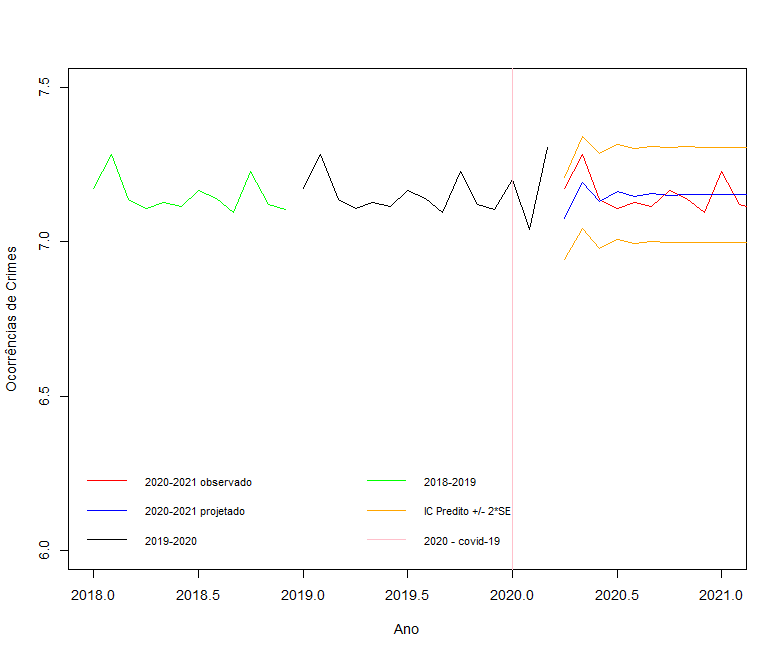 7.5
7.0
6.5
6.0
Ocorrências de Crimes
2020-2021 observado
2018-2019
2020-2021 projetado
IC Predito +/- 2*SE
2019-2020
2020 - covid-19
2018.0
2018.5
2019.0
2019.5
2020.0
2020.5
2021.0
Ano